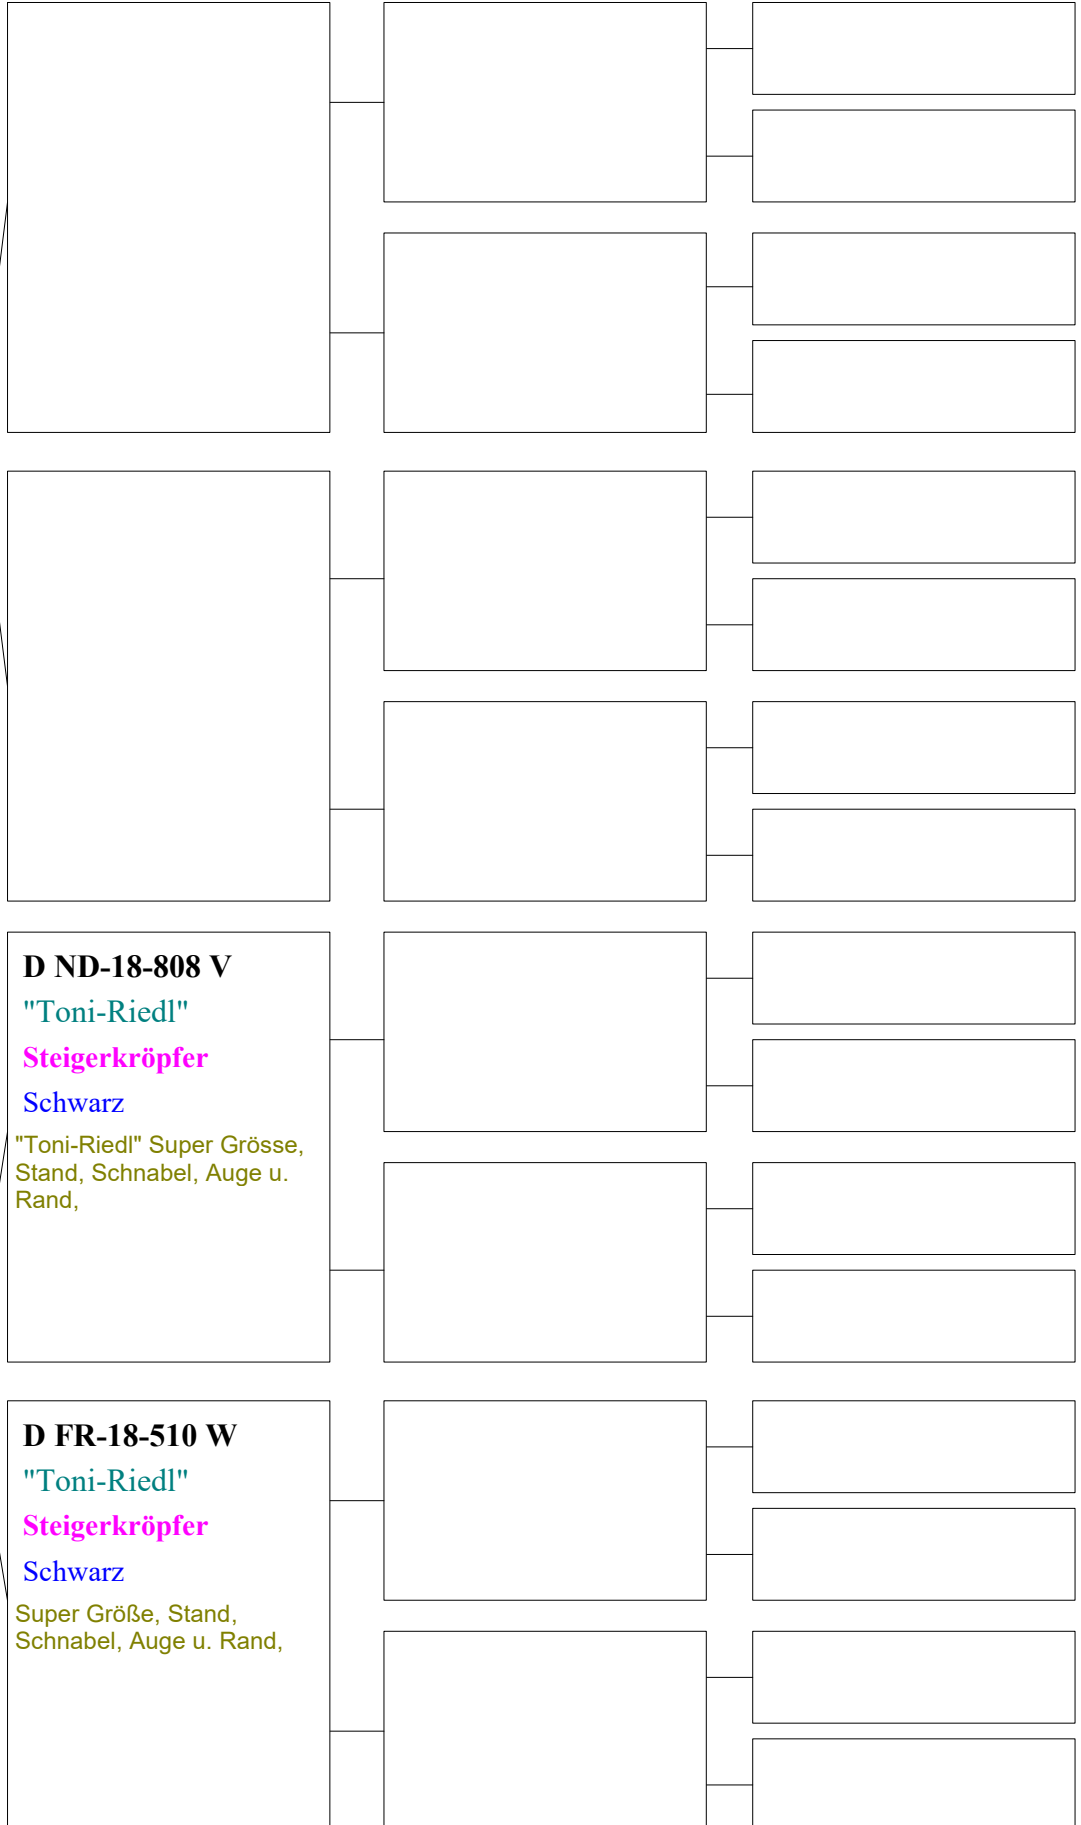 D ND-18-808 V
"Toni-Riedl"
Steigerkröpfer
Schwarz
"Toni-Riedl" Super Grösse,
Stand, Schnabel, Auge u.
Rand,
D FR-18-510 W
"Toni-Riedl"
Steigerkröpfer
Schwarz
Super Größe, Stand,
Schnabel, Auge u. Rand,